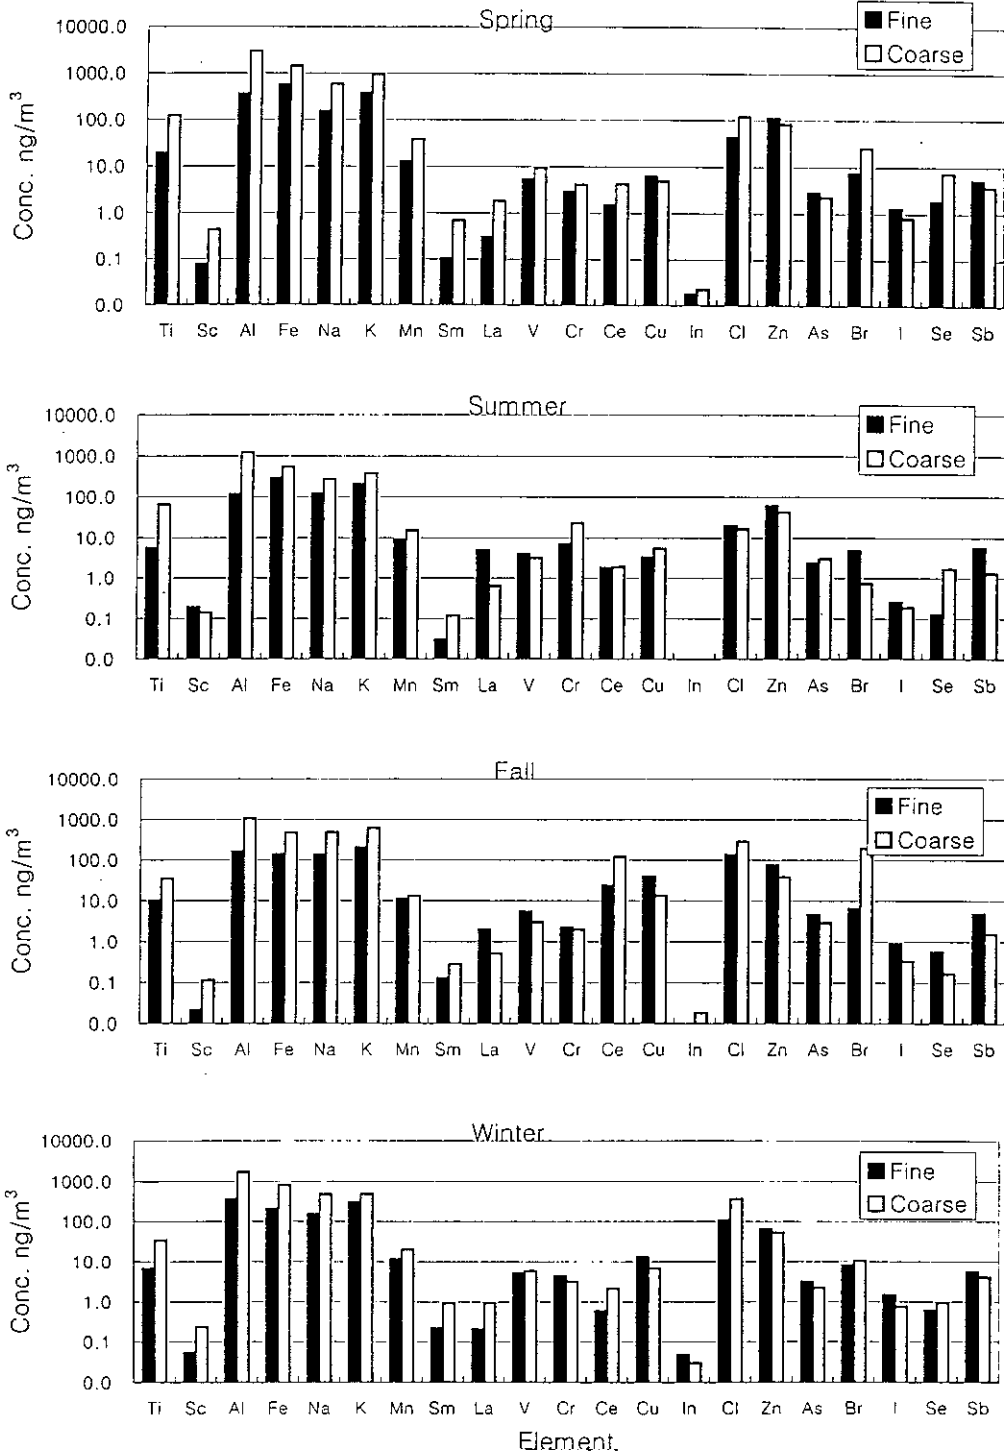 Spring
Fine
Coarse
10000.0
1000.0
100.0
10.0
1.0
0.1
0.0
Conc. ng/m³
Ti Sc Al Fe Na K Mn Sm La V Cr Ce Cu In Cl Zn As Br I Se Sb
Summer
Fine
Coarse
10000.0
1000.0
100.0
10.0
1.0
0.1
0.0
Conc. ng/m³
Ti Sc Al Fe Na K Mn Sm La V Cr Ce Cu In Cl Zn As Br I Se Sb
Fall
Fine
Coarse
10000.0
1000.0
100.0
10.0
1.0
0.1
0.0
Conc. ng/m³
Ti Sc Al Fe Na K Mn Sm La V Cr Ce Cu In Cl Zn As Br I Se Sb
Winter
Fine
Coarse
10000.0
1000.0
100.0
10.0
1.0
0.1
0.0
Conc. ng/m³
Ti Sc Al Fe Na K Mn Sm La V Cr Ce Cu In Cl Zn As Br I Se Sb
Element